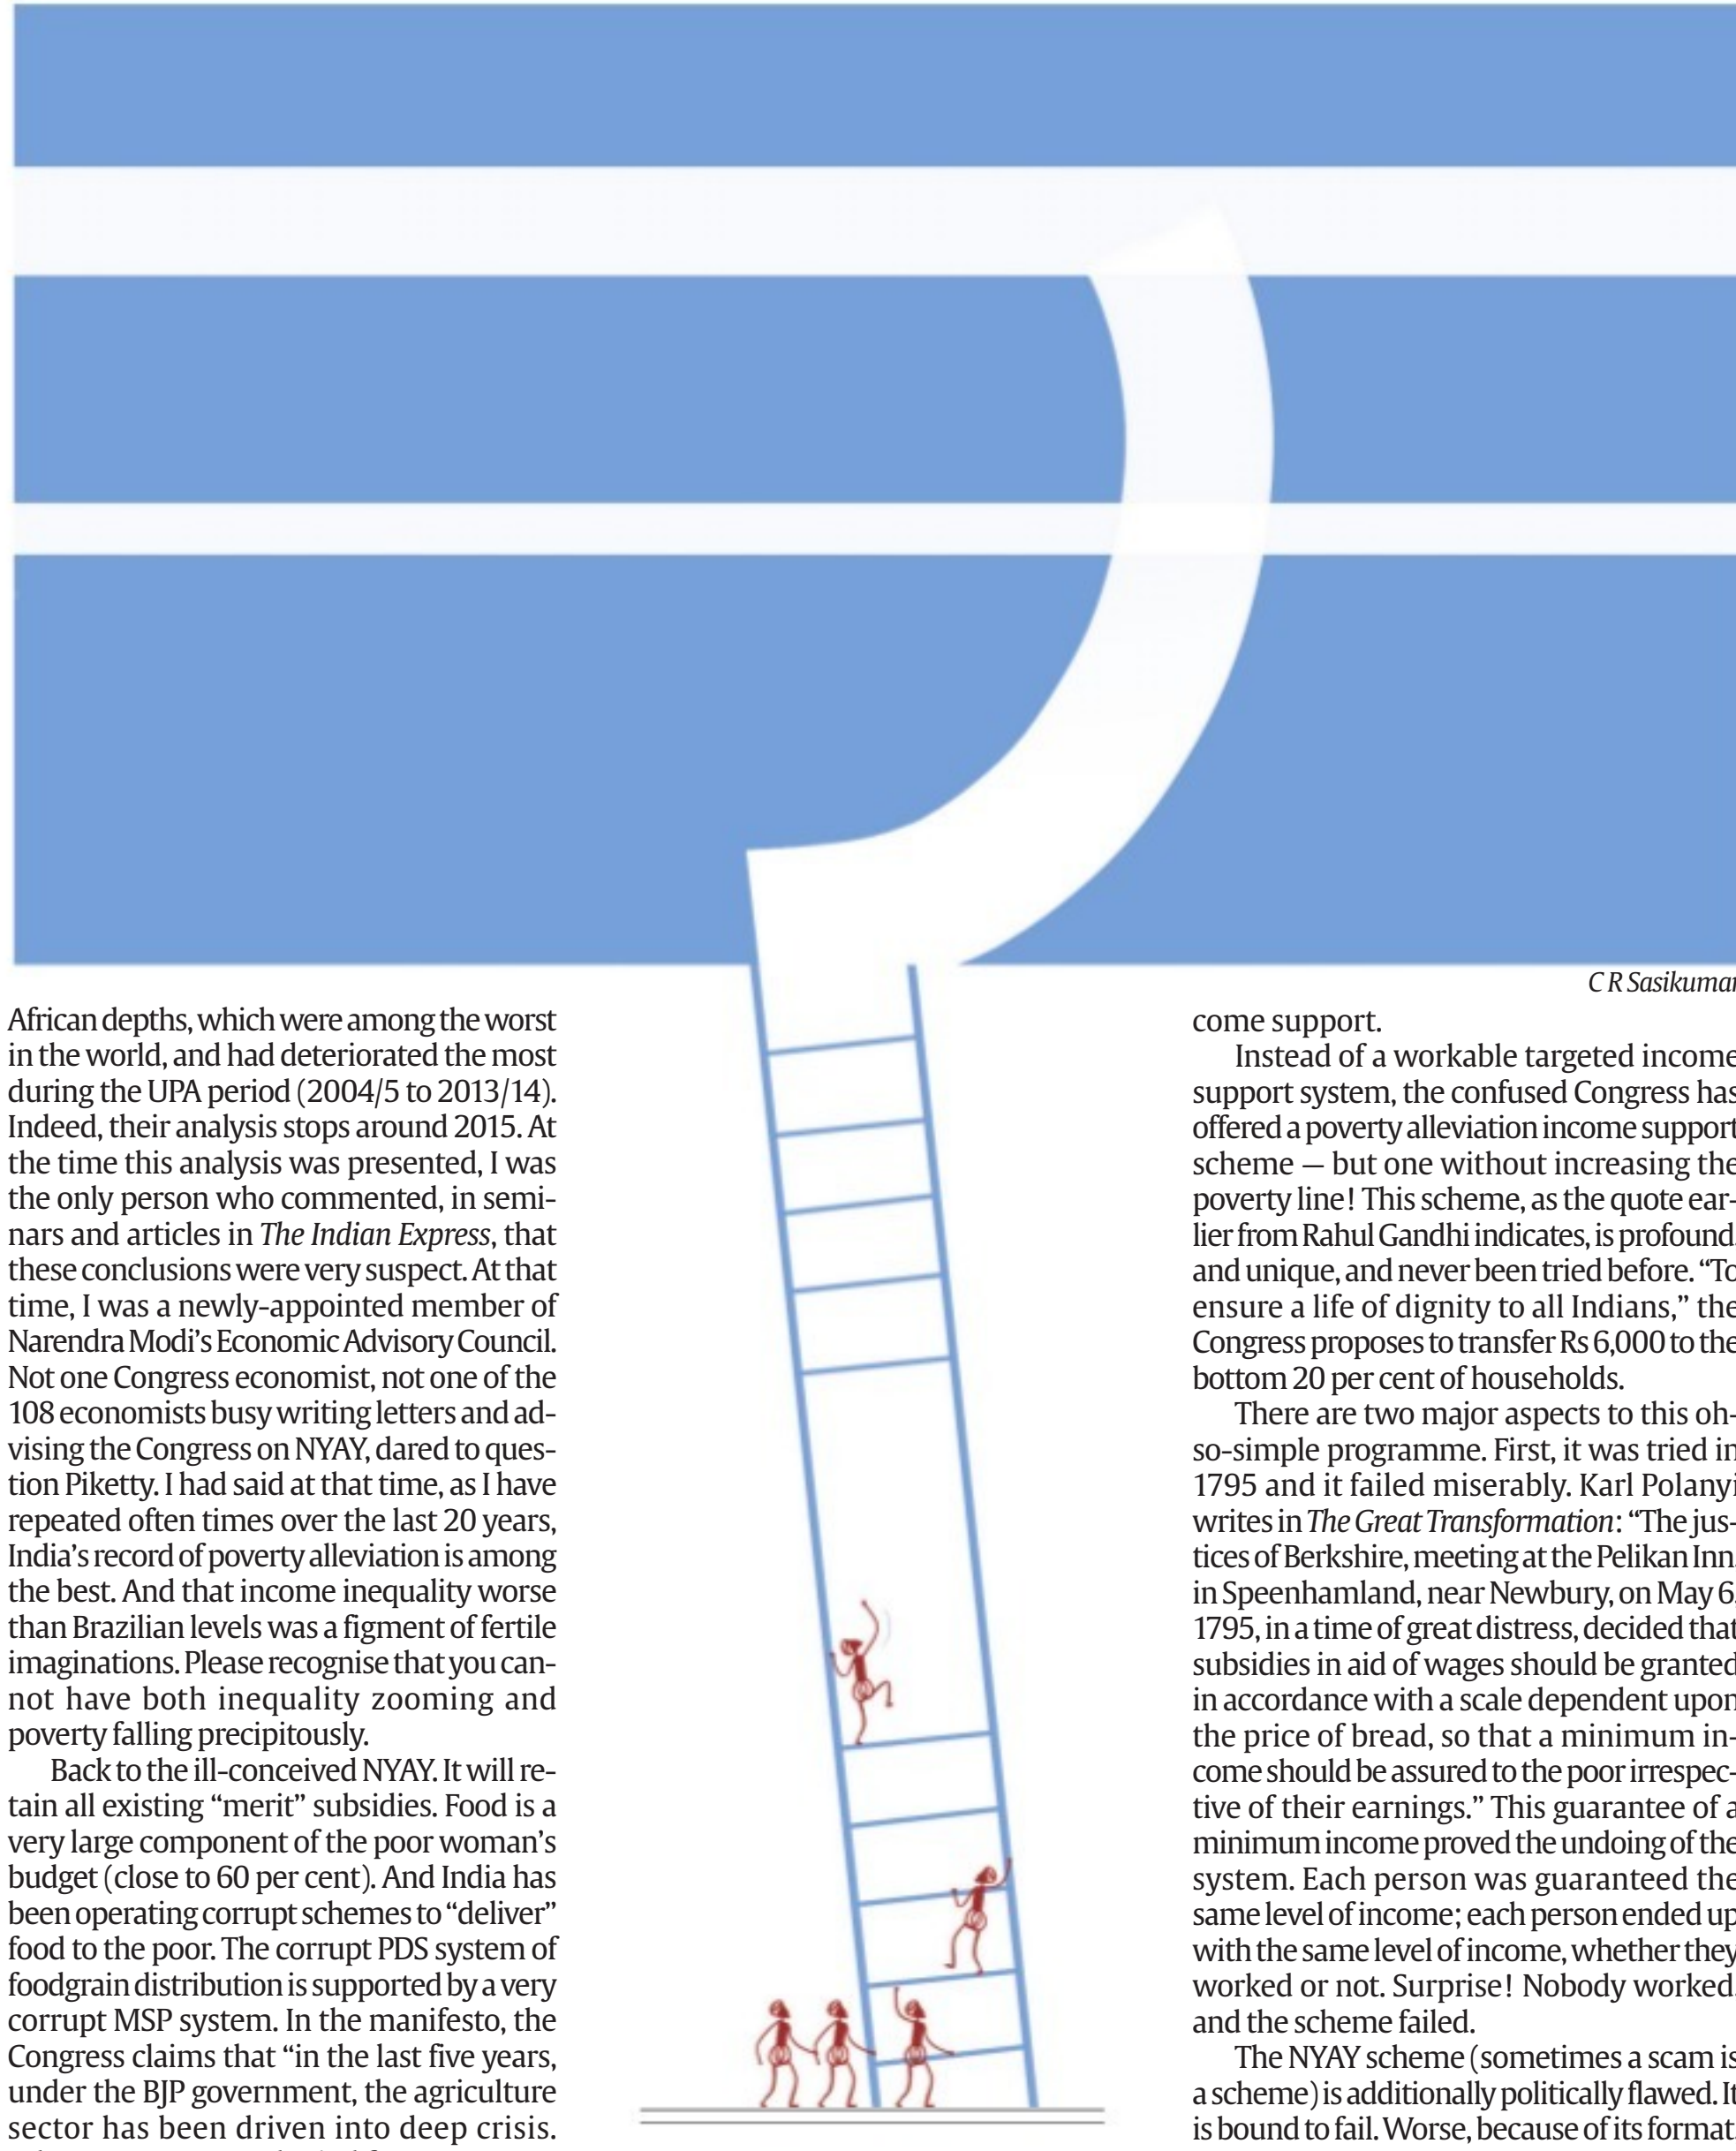 African depths, which were among the worst
in the world, and had deteriorated the most
during the UPA period (2004/5 to 2013/14).
Indeed, their analysis stops around 2015. At
the time this analysis was presented, I was
the only person who commented, in semi-
nars and articles in The Indian Express, that
these conclusions were very suspect. At that
time, I was a newly-appointed member of
Narendra Modi's Economic Advisory Council.
Not one Congress economist, not one of the
108 economists busy writing letters and ad-
vising the Congress on NYAY, dared to ques-
tion Piketty. I had said at that time, as I have
repeated often times over the last 20 years,
India's record of poverty alleviation is among
the best. And that income inequality worse
than Brazilian levels was a figment of fertile
imaginations. Please recognise that you can-
not have both inequality zooming and
poverty falling precipitously.
Back to the ill-conceived NYAY. It will re-
tain all existing “merit” subsidies. Food is a
very large component of the poor woman's
budget (close to 60 per cent). And India has
been operating corrupt schemes to “deliver”
food to the poor. The corrupt PDS system of
foodgrain distribution is supported by a very
corrupt MSP system. In the manifesto, the
Congress claims that “in the last five years,
under the BJP government, the agriculture
sector has been driven into deep crisis.
C R Sasikumar
come support.
Instead of a workable targeted income
support system, the confused Congress has
offered a poverty alleviation income support
scheme — but one without increasing the
poverty line! This scheme, as the quote ear-
lier from Rahul Gandhi indicates, is profound,
and unique, and never been tried before. “To
ensure a life of dignity to all Indians,” the
Congress proposes to transfer Rs 6,000 to the
bottom 20 per cent of households.
There are two major aspects to this oh-
so-simple programme. First, it was tried in
1795 and it failed miserably. Karl Polanyi
writes in The Great Transformation: “The jus-
tices of Berkshire, meeting at the Pelikan Inn,
in Speenhamland, near Newbury, on May 6,
1795, in a time of great distress, decided that
subsidies in aid of wages should be granted
in accordance with a scale dependent upon
the price of bread, so that a minimum in-
come should be assured to the poor irrespec-
tive of their earnings.” This guarantee of a
minimum income proved the undoing of the
system. Each person was guaranteed the
same level of income; each person ended up
with the same level of income, whether they
worked or not. Surprise! Nobody worked,
and the scheme failed.
The NYAY scheme (sometimes a scam is
a scheme) is additionally politically flawed. It
is bound to fail. Worse, because of its format,